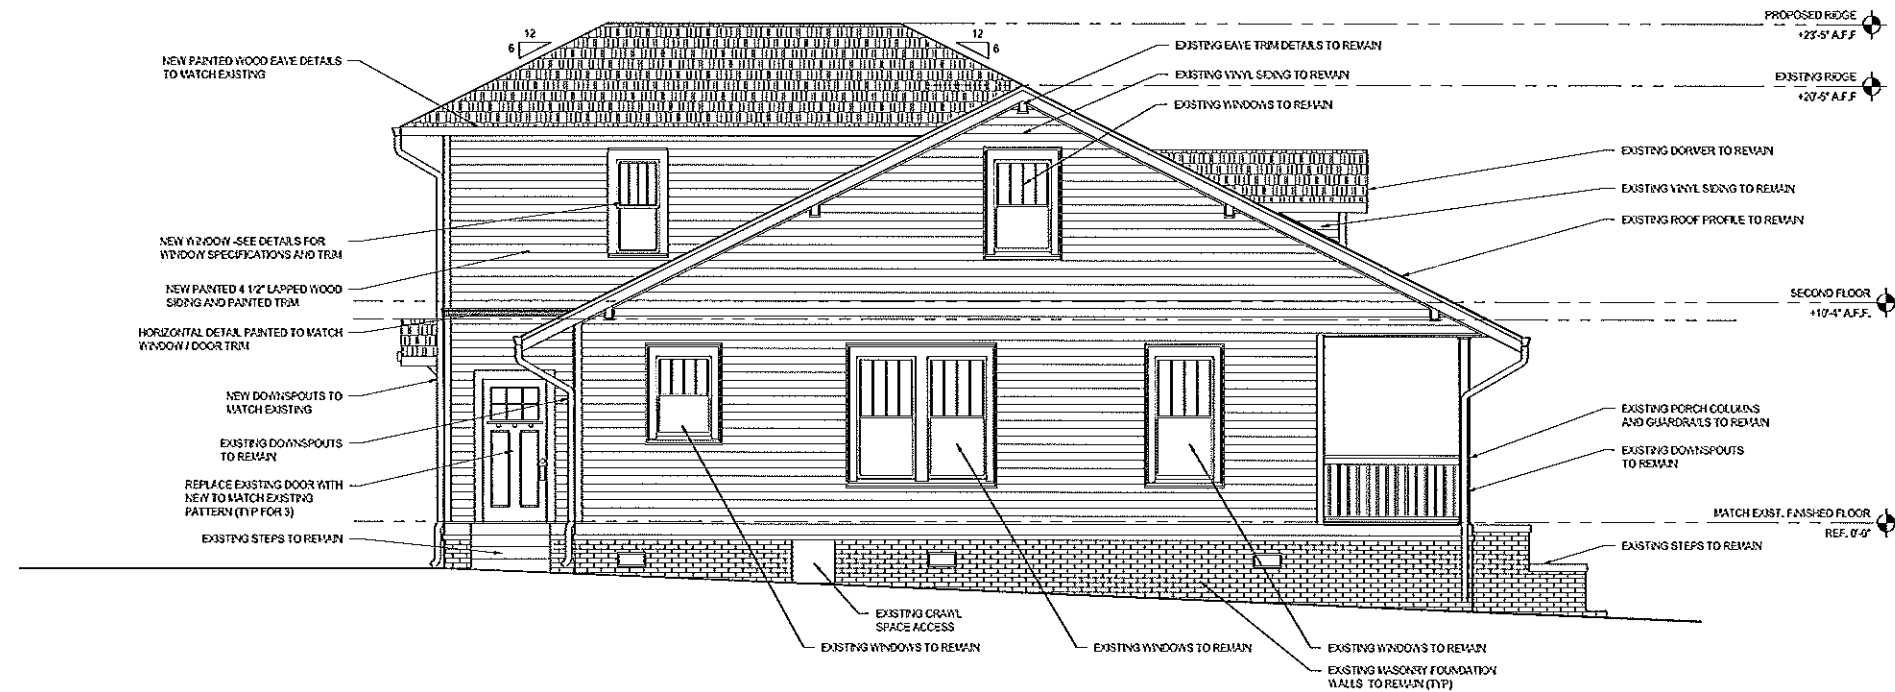 PROPOSED RIDGE
+23'-5" A.F.F
EXISTING RIDGE
+20'-5" A.F.F
12
6
12
6
NEW PAINTED WOOD EAVE DETAILS
TO MATCH EXISTING
EXISTING EAVE TRIM DETAILS TO REMAIN
EXISTING VINYL SIDING TO REMAIN
EXISTING WINDOWS TO REMAIN
EXISTING DORMER TO REMAIN
EXISTING VINYL SIDING TO REMAIN
EXISTING ROOF PROFILE TO REMAIN
NEW WINDOW -SEE DETAILS FOR
WINDOW SPECIFICATIONS AND TRIM
NEW PAINTED 4 1/2" LAPPED WOOD
SIDING AND PAINTED TRIM
SECOND FLOOR
+10'-4" A.F.F.
HORIZONTAL DETAIL PAINTED TO MATCH
WINDOW / DOOR TRIM
NEW DOWNSPOUTS TO
MATCH EXISTING
EXISTING DOWNSPOUTS
TO REMAIN
REPLACE EXISTING DOOR WITH
NEW TO MATCH EXISTING
PATTERN (TYP FOR 3)
EXISTING STEPS TO REMAIN
EXISTING PORCH COLUMNS
AND GUARDRAILS TO REMAIN
EXISTING DOWNSPOUTS
TO REMAIN
MATCH EXIST. FINISHED FLOOR
REF. 0'-0"
EXISTING STEPS TO REMAIN
EXISTING CRAWL
SPACE ACCESS
EXISTING WINDOWS TO REMAIN
EXISTING WINDOWS TO REMAIN
EXISTING WINDOWS TO REMAIN
EXISTING MASONRY FOUNDATION
WALLS TO REMAIN (TYP)